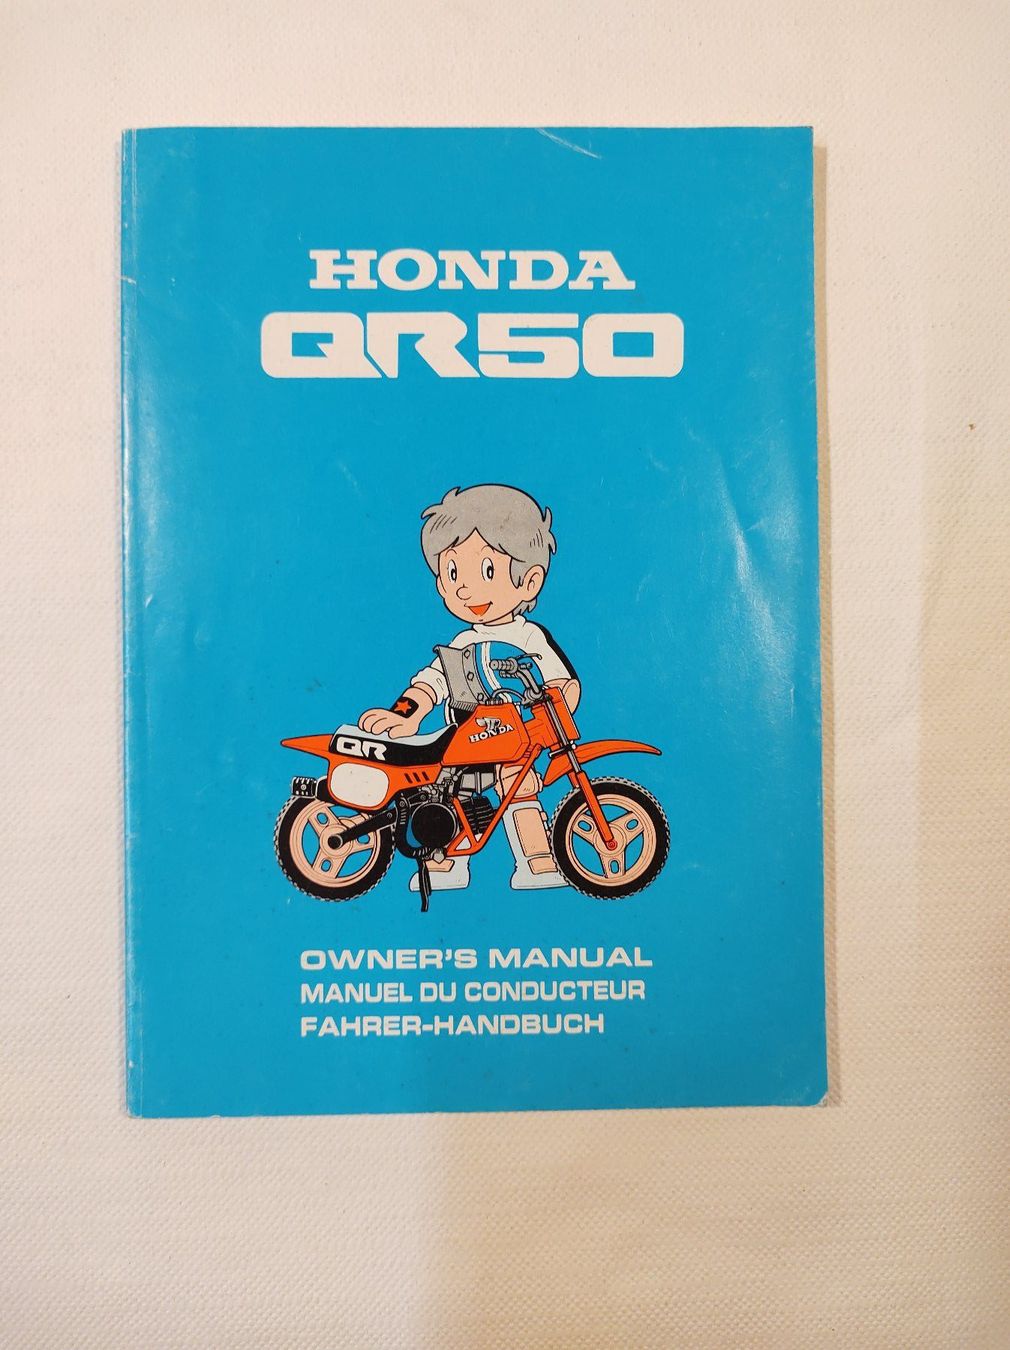 HONDA
QR50
HONDA
QR
OWNER'S MANUAL
MANUEL DU CONDUCTEUR
FAHRER-HANDBUCH